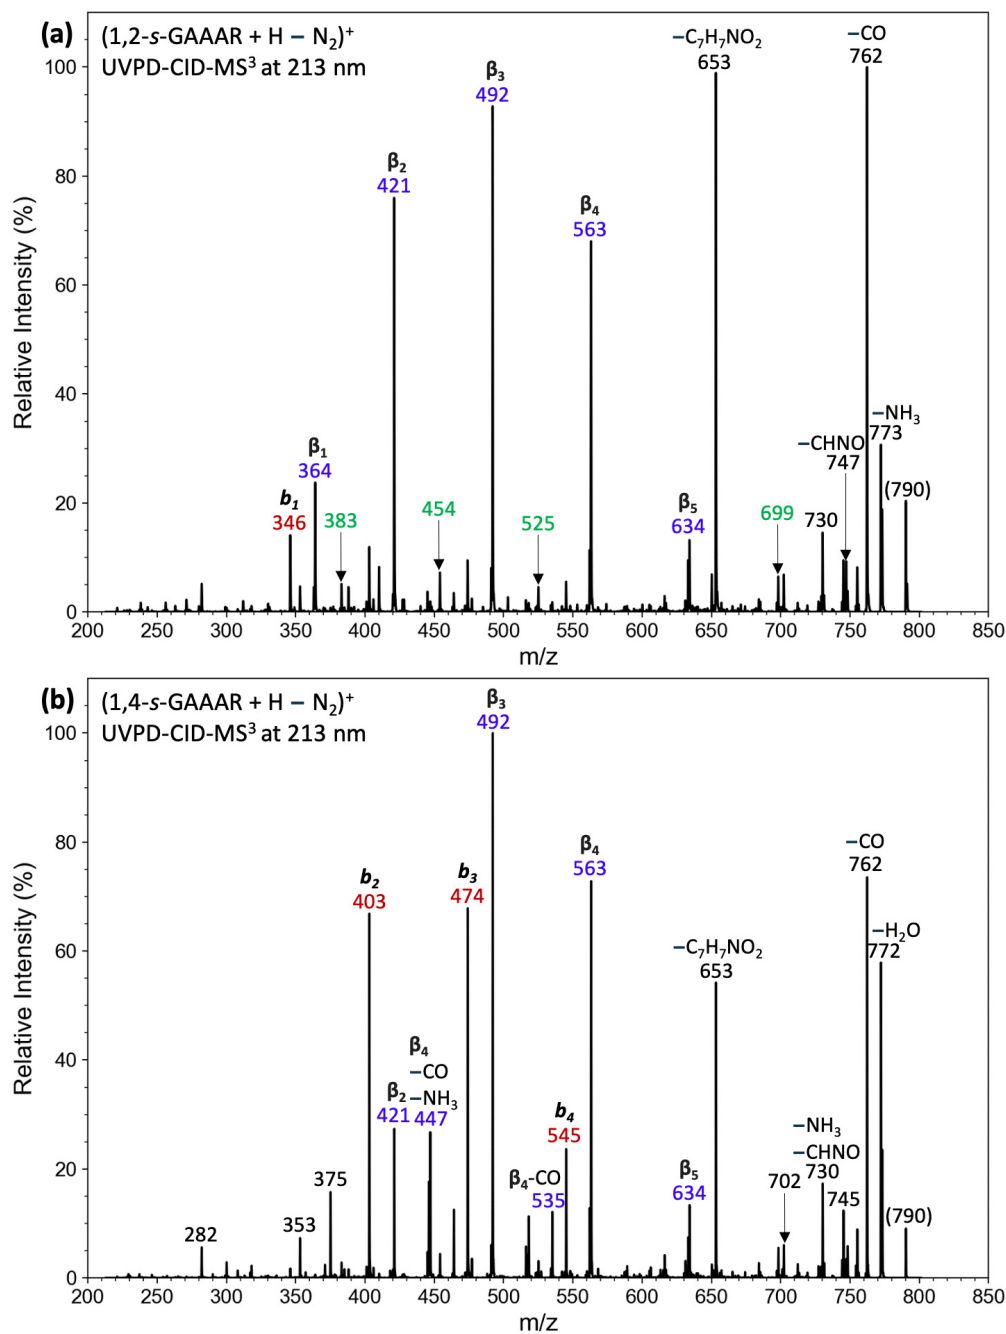 (a) (1,2-s-GAAAR + H – N₂)⁺
UVPD-CID-MS³ at 213 nm
–C₇H₇NO₂
653
–CO
762
β₃
492
β₂
421
β₄
563
–NH₃
773
–CHNO
747
(790)
β₁
364
b₁
346
383
454
525
β₅
634
699
730
Relative Intensity (%)
100
80
60
40
20
0
200 250 300 350 400 450 500 550 600 650 700 750 800 850
m/z
(b) (1,4-s-GAAAR + H – N₂)⁺
UVPD-CID-MS³ at 213 nm
β₃
492
β₄
563
–CO
762
b₂
403
b₃
474
–H₂O
772
–C₇H₇NO₂
653
β₄
–CO
–NH₃
447
β₂
421
b₄
545
β₄-CO
535
β₅
634
–NH₃
–CHNO
730
702
745
(790)
375
353
282
Relative Intensity (%)
100
80
60
40
20
0
200 250 300 350 400 450 500 550 600 650 700 750 800 850
m/z